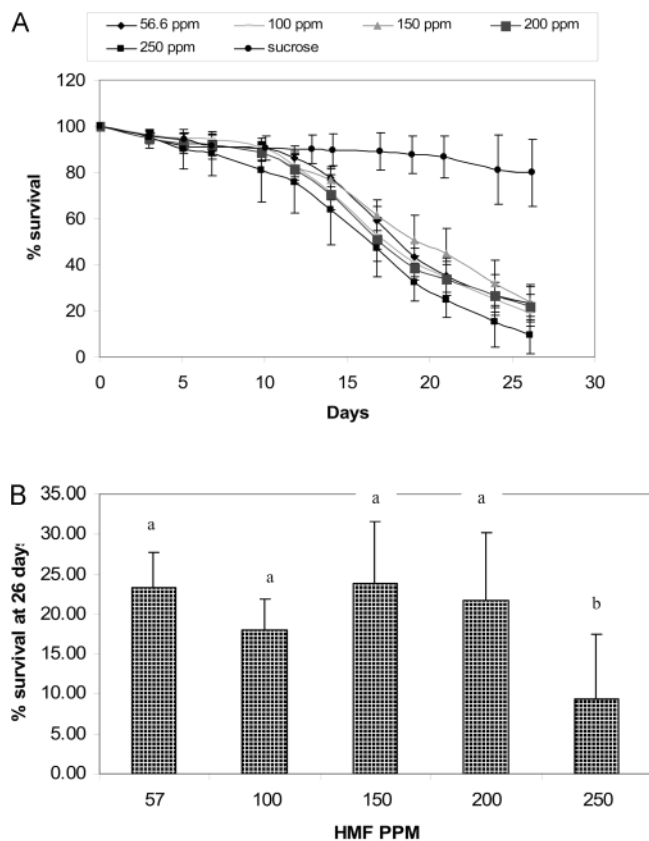 A
56.6 ppm 100 ppm 150 ppm 200 ppm
250 ppm sucrose
120
100
80
60
40
20
0
% survival
0 5 10 15 20 25 30
Days
B
35.00
30.00
25.00
20.00
15.00
10.00
5.00
0.00
% survival at 26 days
a a a a b
57 100 150 200 250
HMF PPM